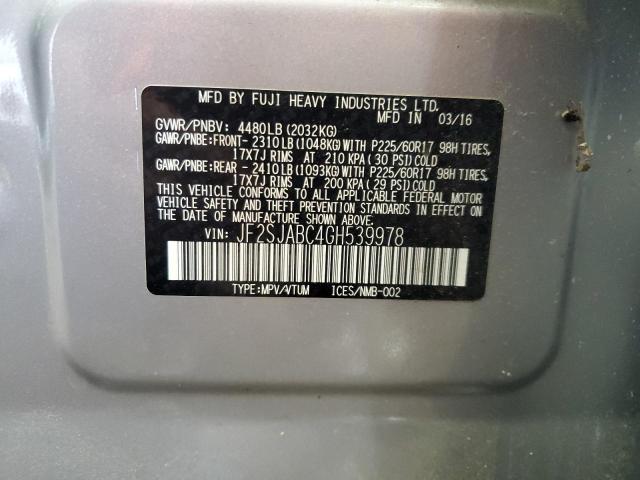 MFD BY FUJI HEAVY INDUSTRIES LTD.
MFD IN 03/16
GVWR/PNBV: 4480LB (2032KG)
GAWR/PNBE:FRONT- 2310LB(1048KG)WITH P225/60R17 98H TIRES,
17X7J RIMS AT 210 KPA ( 30 PSI) COLD
GAWR/PNBE:REAR - 2410LB(1093KG)WITH P225/60R17 98H TIRES,
17X7J RIMS AT 200 KPA ( 29 PSI) COLD
THIS VEHICLE CONFORMS TO ALL APPLICABLE FEDERAL MOTOR
VEHICLE SAFETY AND THEFT PREVENTION STANDARDS IN EFFECT ON
THE DATE OF MANUFACTURE SHOWN ABOVE.
VIN: JF2SJABC4GH539978
TYPE:MPV/VTUM ICES/NMB-002